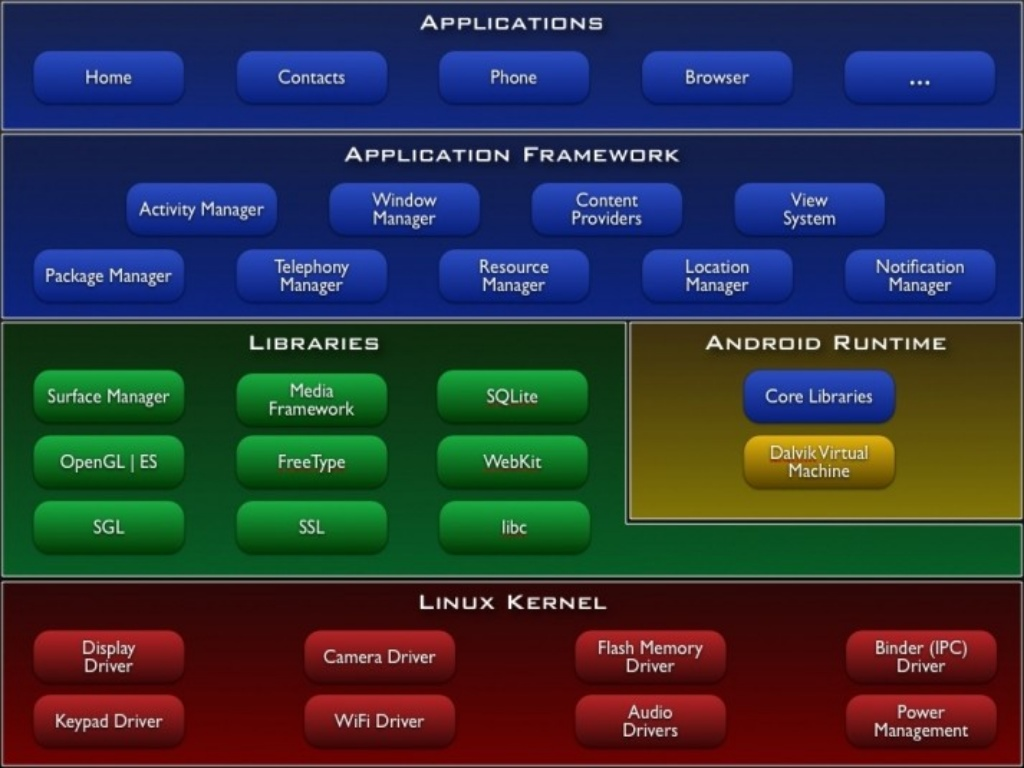 APPLICATIONS
Home
Contacts
Phone
Browser
...
APPLICATION FRAMEWORK
Activity Manager
Window
Manager
Content
Providers
View
System
Package Manager
Telephony
Manager
Resource
Manager
Location
Manager
Notification
Manager
LIBRARIES
Surface Manager
Media
Framework
SQLite
OpenGL | ES
FreeType
WebKit
SGL
SSL
libc
ANDROID RUNTIME
Core Libraries
Dalvik Virtual
Machine
LINUX KERNEL
Display
Driver
Camera Driver
Flash Memory
Driver
Binder (IPC)
Driver
Keypad Driver
WiFi Driver
Audio
Drivers
Power
Management